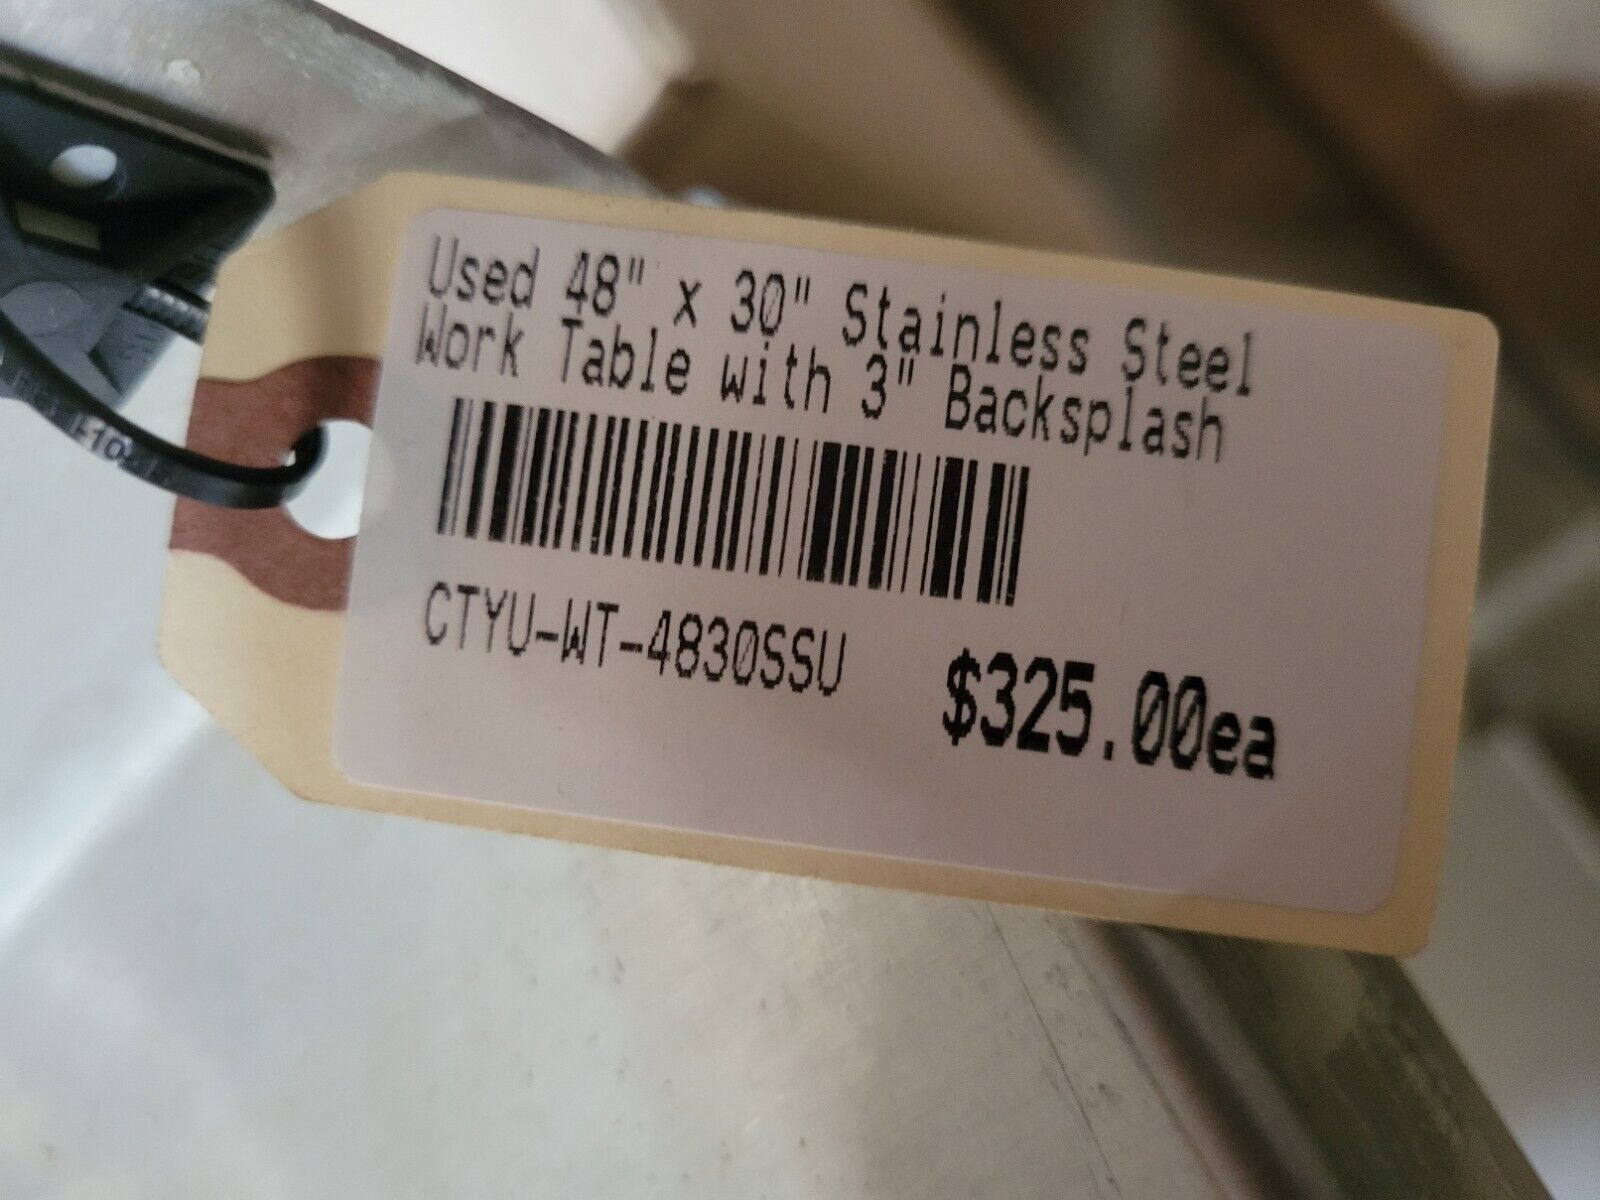 Used 48" x 30" Stainless Steel
Work Table with 3" Backsplash
CTYU-WT-4830SSU
$325.00ea